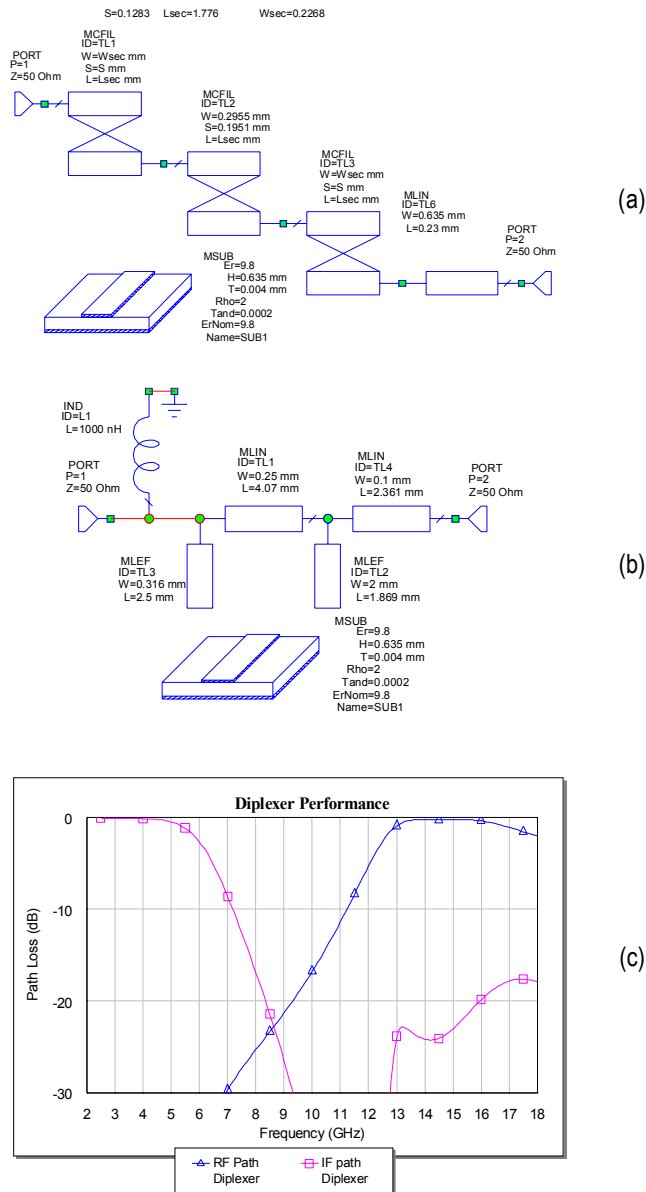 S=0.1283 Lsec=1.776 Wsec=0.2268
PORT
P=1
Z=50 Ohm
MCFIL
ID=TL1
W=Wsec mm
S=S mm
L=Lsec mm
MCFIL
ID=TL2
W=0.2955 mm
S=0.1951 mm
L=Lsec mm
MCFIL
ID=TL3
W=Wsec mm
S=S mm
L=Lsec mm
MLIN
ID=TL6
W=0.635 mm
L=0.23 mm
PORT
P=2
Z=50 Ohm
(a)
MSUB
Er=9.8
H=0.635 mm
T=0.004 mm
Rho=2
Tand=0.0002
ErNom=9.8
Name=SUB1
IND
ID=L1
L=1000 nH
PORT
P=1
Z=50 Ohm
MLIN
ID=TL1
W=0.25 mm
L=4.07 mm
MLIN
ID=TL4
W=0.1 mm
L=2.361 mm
PORT
P=2
Z=50 Ohm
MLEF
ID=TL3
W=0.316 mm
L=2.5 mm
MLEF
ID=TL2
W=2 mm
L=1.869 mm
(b)
MSUB
Er=9.8
H=0.635 mm
T=0.004 mm
Rho=2
Tand=0.0002
ErNom=9.8
Name=SUB1
Diplexer Performance
0
-10
-20
-30
Path Loss (dB)
2 3 4 5 6 7 8 9 10 11 12 13 14 15 16 17 18
Frequency (GHz)
RF Path
Diplexer
IF path
Diplexer
(c)